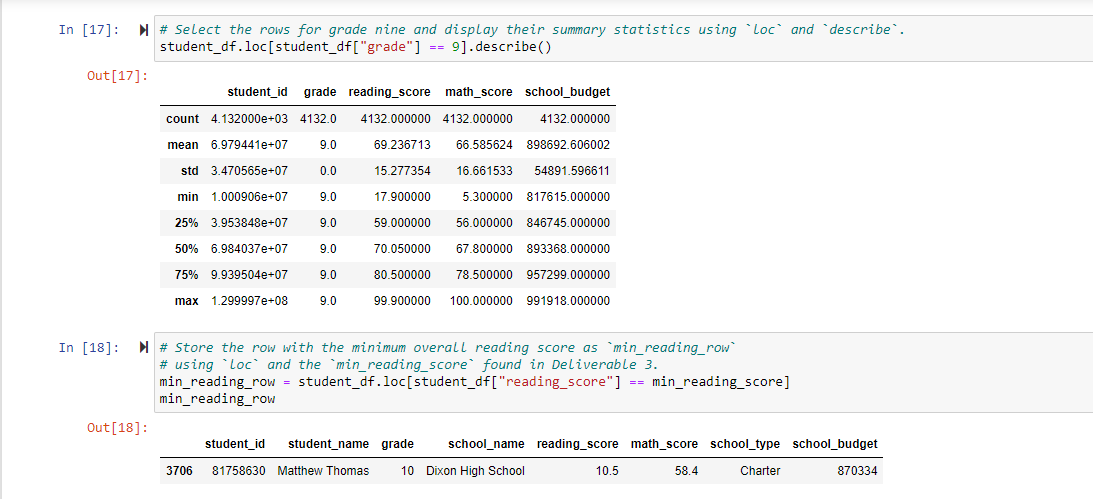 In [17]: # Select the rows for grade nine and display their summary statistics using `loc` and `describe`.
student_df.loc[student_df["grade"] == 9].describe()
Out[17]:
student_id grade reading_score math_score school_budget
count 4.132000e+03 4132.0 4132.000000 4132.000000 4132.000000
mean 6.979441e+07 9.0 69.236713 66.585624 898692.606002
std 3.470565e+07 0.0 15.277354 16.661533 54891.596611
min 1.000906e+07 9.0 17.900000 5.300000 817615.000000
25% 3.953848e+07 9.0 59.000000 56.000000 846745.000000
50% 6.984037e+07 9.0 70.050000 67.800000 893368.000000
75% 9.939504e+07 9.0 80.500000 78.500000 957299.000000
max 1.299997e+08 9.0 99.900000 100.000000 991918.000000
In [18]: # Store the row with the minimum overall reading score as `min_reading_row`
# using `loc` and the `min_reading_score` found in Deliverable 3.
min_reading_row = student_df.loc[student_df["reading_score"] == min_reading_score]
min_reading_row
Out[18]:
student_id student_name grade school_name reading_score math_score school_type school_budget
3706 81758630 Matthew Thomas 10 Dixon High School 10.5 58.4 Charter 870334